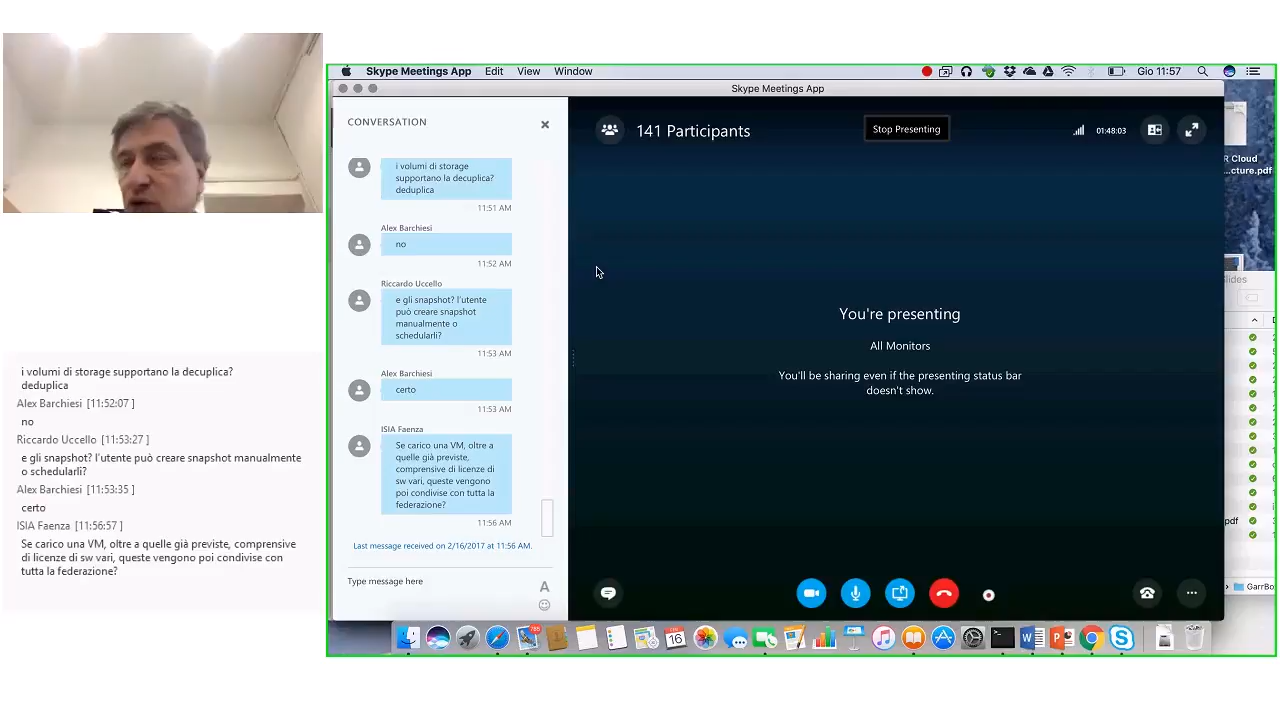 Skype Meetings App Edit View Window
Gio 11:57
Skype Meetings App
CONVERSATION
i volumi di storage
supportano la decuplica?
deduplica
11:51 AM
Alex Barchiesi
no
11:52 AM
Riccardo Uccello
e gli snapshot? l'utente
può creare snapshot
manualmente o
schedularli?
11:53 AM
Alex Barchiesi
certo
11:53 AM
ISIA Faenza
Se carico una VM, oltre a
quelle già previste,
comprensive di licenze di
sw vari, queste vengono
poi condivise con tutta la
federazione?
11:56 AM
Last message received on 2/16/2017 at 11:56 AM.
Type message here
A
141 Participants
Stop Presenting
01:48:03
You're presenting
All Monitors
You'll be sharing even if the presenting status bar
doesn't show.
R Cloud
...cture.pdf
lides
pdf
GarrBo
16
i volumi di storage supportano la decuplica?
deduplica
Alex Barchiesi [11:52:07 ]
no
Riccardo Uccello [11:53:27 ]
e gli snapshot? l'utente può creare snapshot manualmente
o schedularli?
Alex Barchiesi [11:53:35 ]
certo
ISIA Faenza [11:56:57 ]
Se carico una VM, oltre a quelle già previste, comprensive
di licenze di sw vari, queste vengono poi condivise con
tutta la federazione?